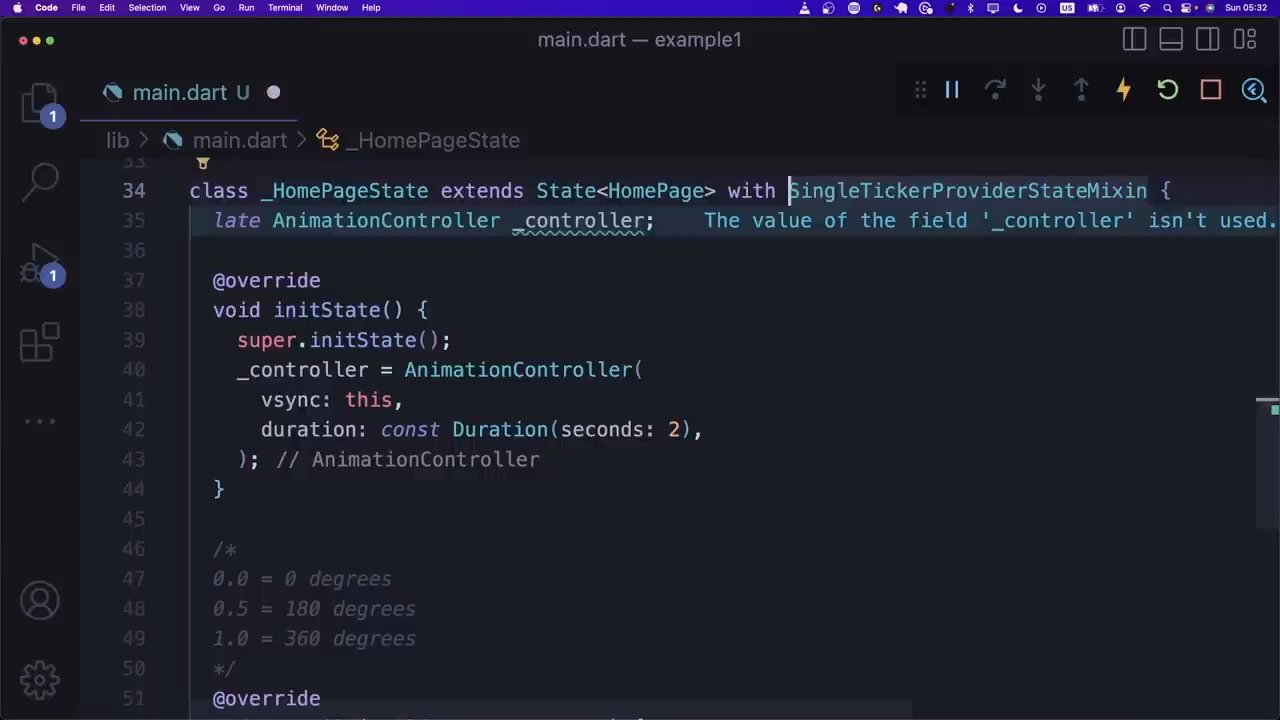 Code File Edit Selection View Go Run Terminal Window Help US Sun 05:32
main.dart — example1
main.dart U
1
lib > main.dart > _HomePageState
33
34 class _HomePageState extends State<HomePage> with SingleTickerProviderStateMixin {
35 late AnimationController _controller; The value of the field '_controller' isn't used.
36
37 @override
38 void initState() {
39 super.initState();
40 _controller = AnimationController(
41 vsync: this,
1
42 duration: const Duration(seconds: 2),
43 ); // AnimationController
44 }
45
46 /*
47 0.0 = 0 degrees
48 0.5 = 180 degrees
49 1.0 = 360 degrees
50 */
51 @override